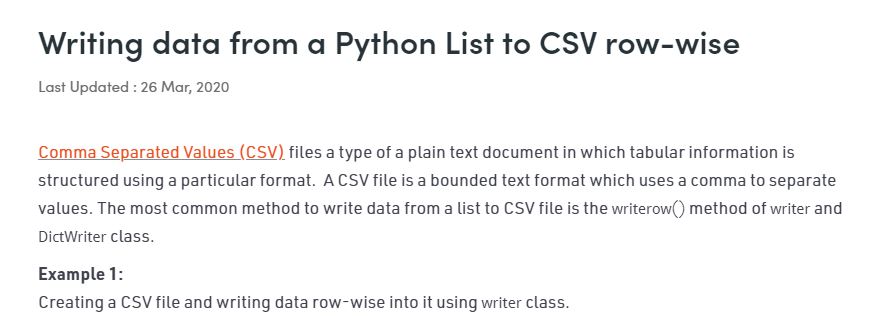 Writing data from a Python List to CSV row-wise
Last Updated : 26 Mar, 2020
Comma Separated Values (CSV) files a type of a plain text document in which tabular information is
structured using a particular format. A CSV file is a bounded text format which uses a comma to separate
values. The most common method to write data from a list to CSV file is the writerow() method of writer and
DictWriter class.
Example 1:
Creating a CSV file and writing data row-wise into it using writer class.